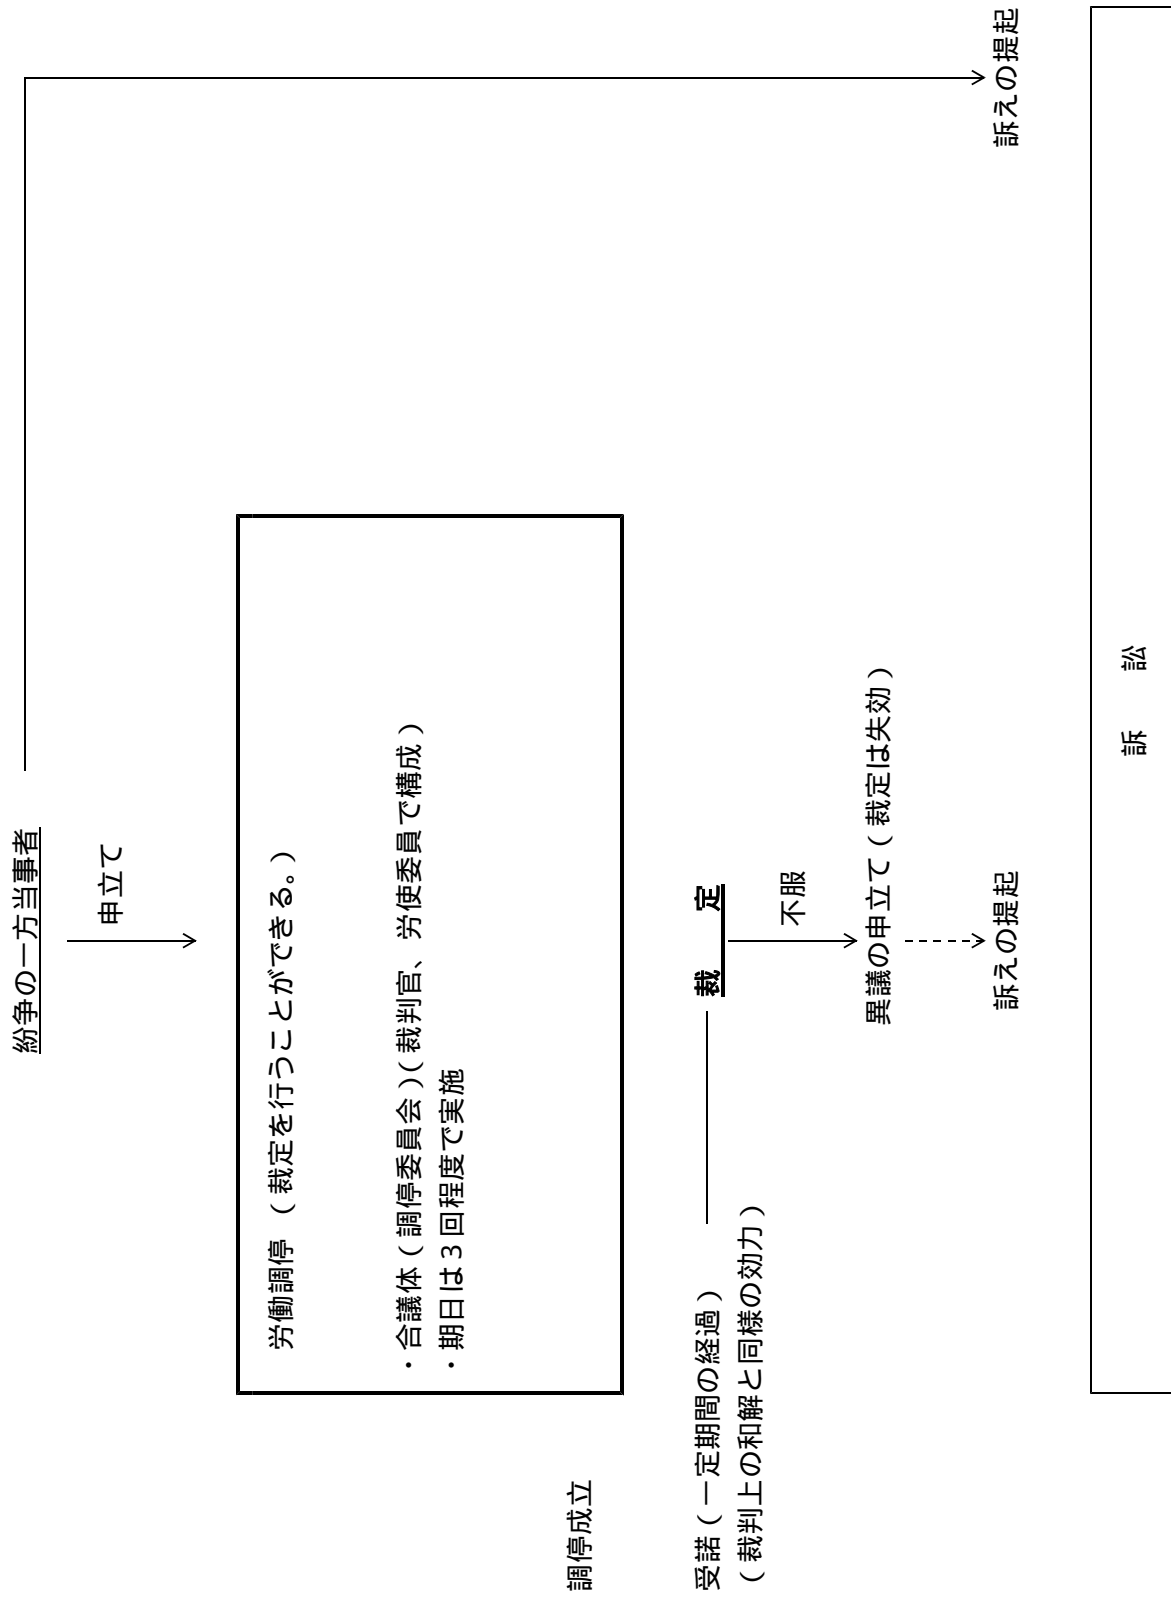 紛争の一方当事者
申立て
労働調停 （裁定を行うことができる。）
・合議体（調停委員会）（裁判官、労使委員で構成）
・期日は３回程度で実施
調停成立
受諾（一定期間の経過）
（裁判上の和解と同様の効力）
裁 定
不服
異議の申立て（裁定は失効）
訴えの提起
訴えの提起
訴 訟